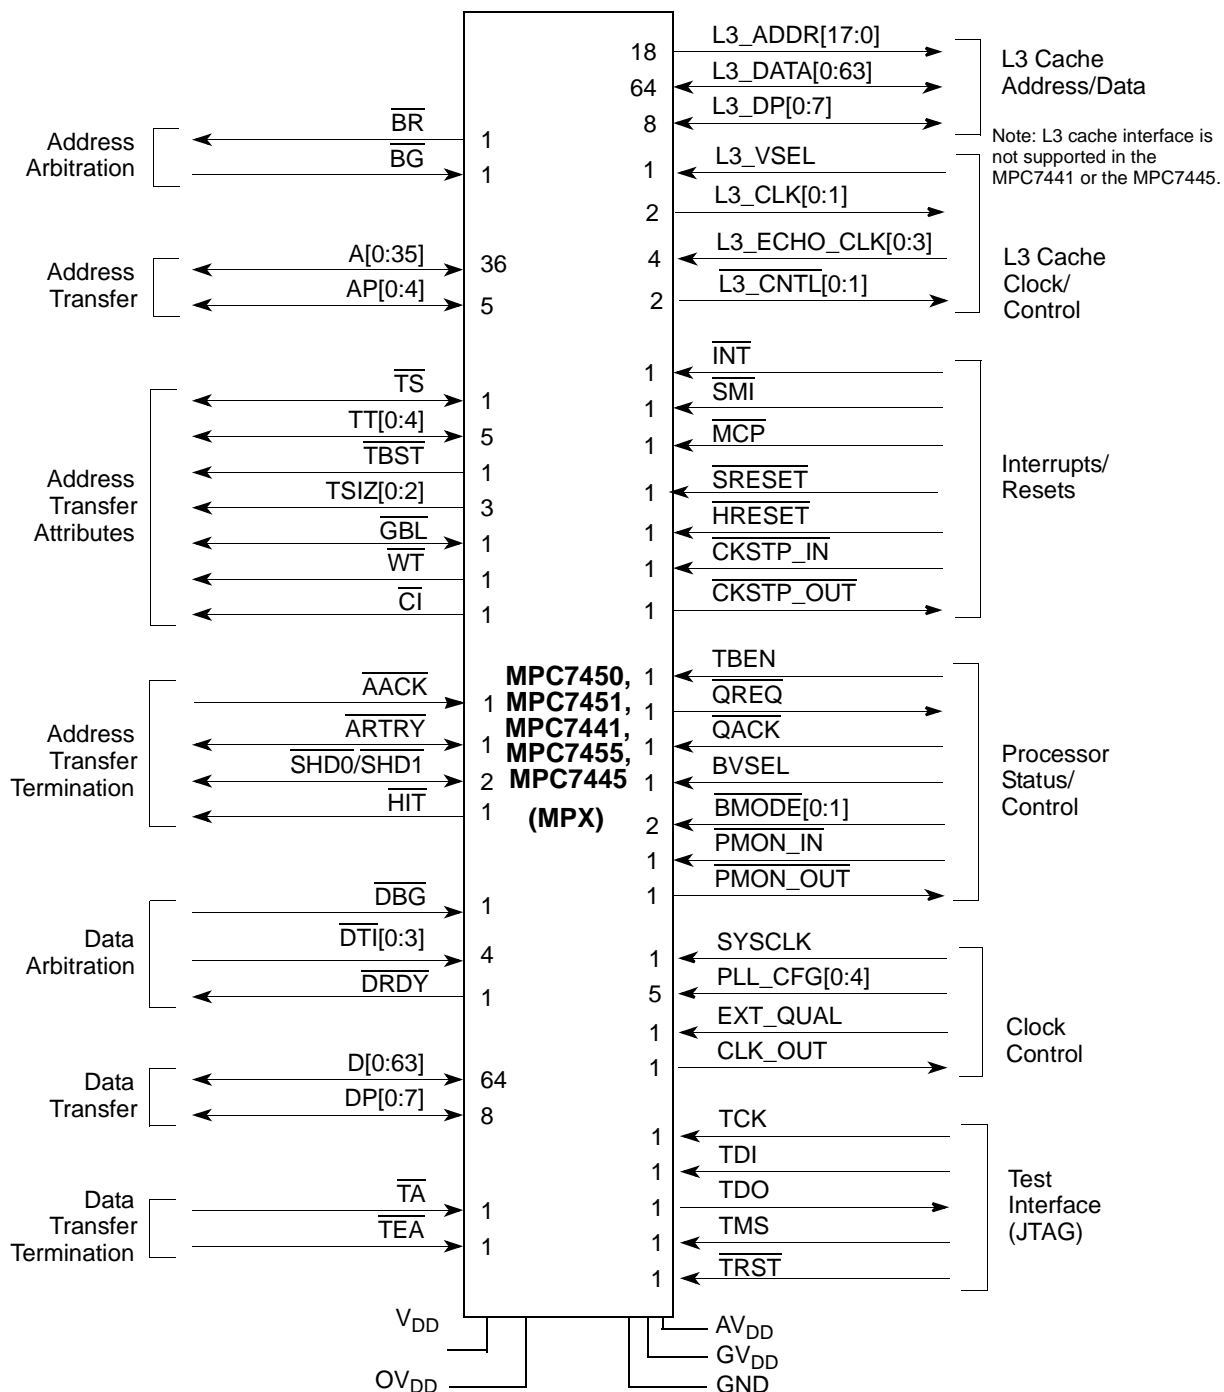 Address
Arbitration
BR
1
BG
1
Address
Transfer
A[0:35]
36
AP[0:4]
5
Address
Transfer
Attributes
TS
1
TT[0:4]
5
TBST
1
TSIZ[0:2]
3
GBL
1
WT
1
CI
1
Address
Transfer
Termination
AACK
1
ARTRY
1
SHD0/SHD1
2
HIT
1
Data
Arbitration
DBG
1
DTI[0:3]
4
DRDY
1
Data
Transfer
D[0:63]
64
DP[0:7]
8
Data
Transfer
Termination
TA
1
TEA
1
MPC7450,
MPC7451,
MPC7441,
MPC7455,
MPC7445
(MPX)
18
L3_ADDR[17:0]
64
L3_DATA[0:63]
8
L3_DP[0:7]
L3 Cache
Address/Data
Note: L3 cache interface is
not supported in the
MPC7441 or the MPC7445.
1
L3_VSEL
2
L3_CLK[0:1]
4
L3_ECHO_CLK[0:3]
2
L3_CNTL[0:1]
L3 Cache
Clock/
Control
1
INT
1
SMI
1
MCP
1
SRESET
1
HRESET
1
CKSTP_IN
1
CKSTP_OUT
Interrupts/
Resets
1
TBEN
1
QREQ
1
QACK
1
BVSEL
2
BMODE[0:1]
1
PMON_IN
1
PMON_OUT
Processor
Status/
Control
1
SYSCLK
5
PLL_CFG[0:4]
1
EXT_QUAL
1
CLK_OUT
Clock
Control
1
TCK
1
TDI
1
TDO
1
TMS
1
TRST
Test
Interface
(JTAG)
VDD
OVDD
AVDD
GVDD
GND